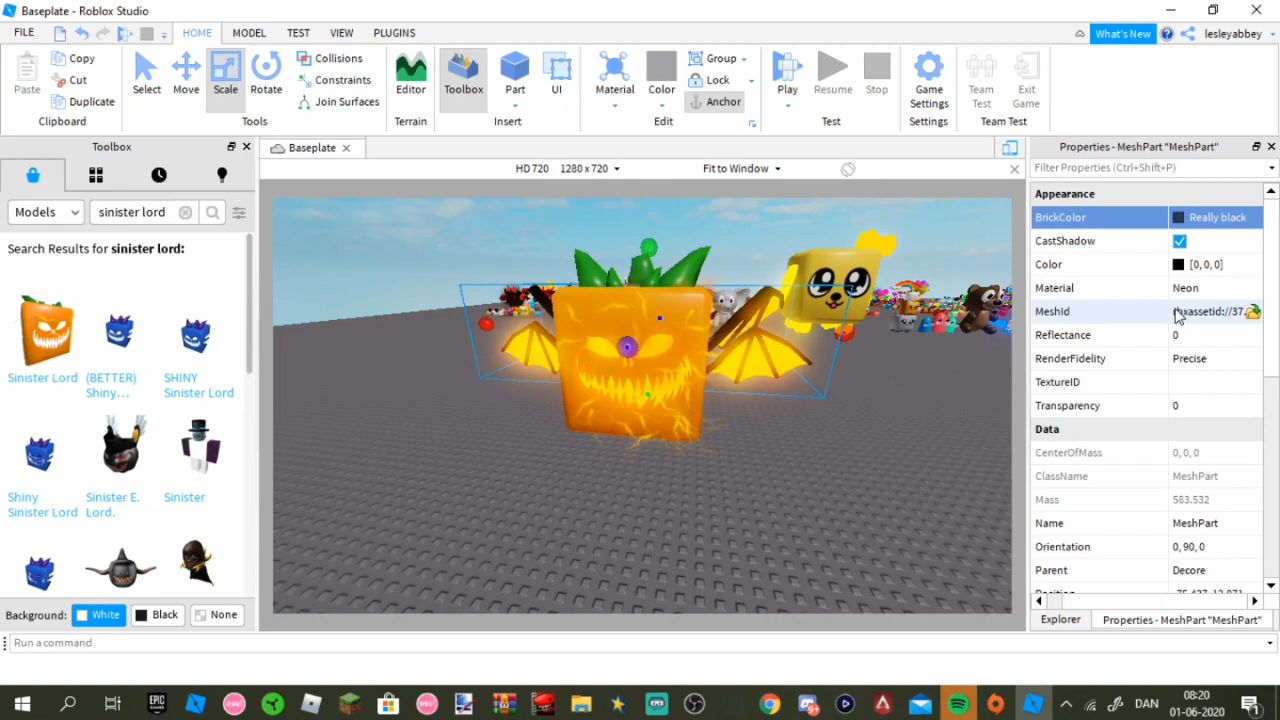 Baseplate - Roblox Studio
FILE HOME MODEL TEST VIEW PLUGINS What's New lesleyabbey
Paste Copy Cut Duplicate
Select Move Scale Rotate Collisions Constraints Join Surfaces
Editor Toolbox Part UI Material Color Group Lock Anchor
Play Resume Stop Game Settings Team Test Exit Game
Clipboard Tools Terrain Insert Edit Test Settings Team Test
Toolbox
Baseplate
Properties - MeshPart "MeshPart"
HD 720 1280 x 720 Fit to Window
Filter Properties (Ctrl+Shift+P)
Models sinister lord
Search Results for sinister lord:
Sinister Lord
(BETTER) Shiny...
SHINY Sinister Lord
Shiny Sinister Lord
Sinister E. Lord.
Sinister
Background: White Black None
Run a command
Appearance
BrickColor Really black
CastShadow
Color [0,0,0]
Material Neon
MeshId
Reflectance 0
RenderFidelity Precise
TextureID
Transparency 0
Data
CenterOfMass 0, 0, 0
ClassName MeshPart
Mass 583.532
Name MeshPart
Orientation 0, 90, 0
Parent Decore
Explorer Properties - MeshPart "MeshPart"
EPIC GAMES osu! osu!
DAN
08:20
01-06-2020